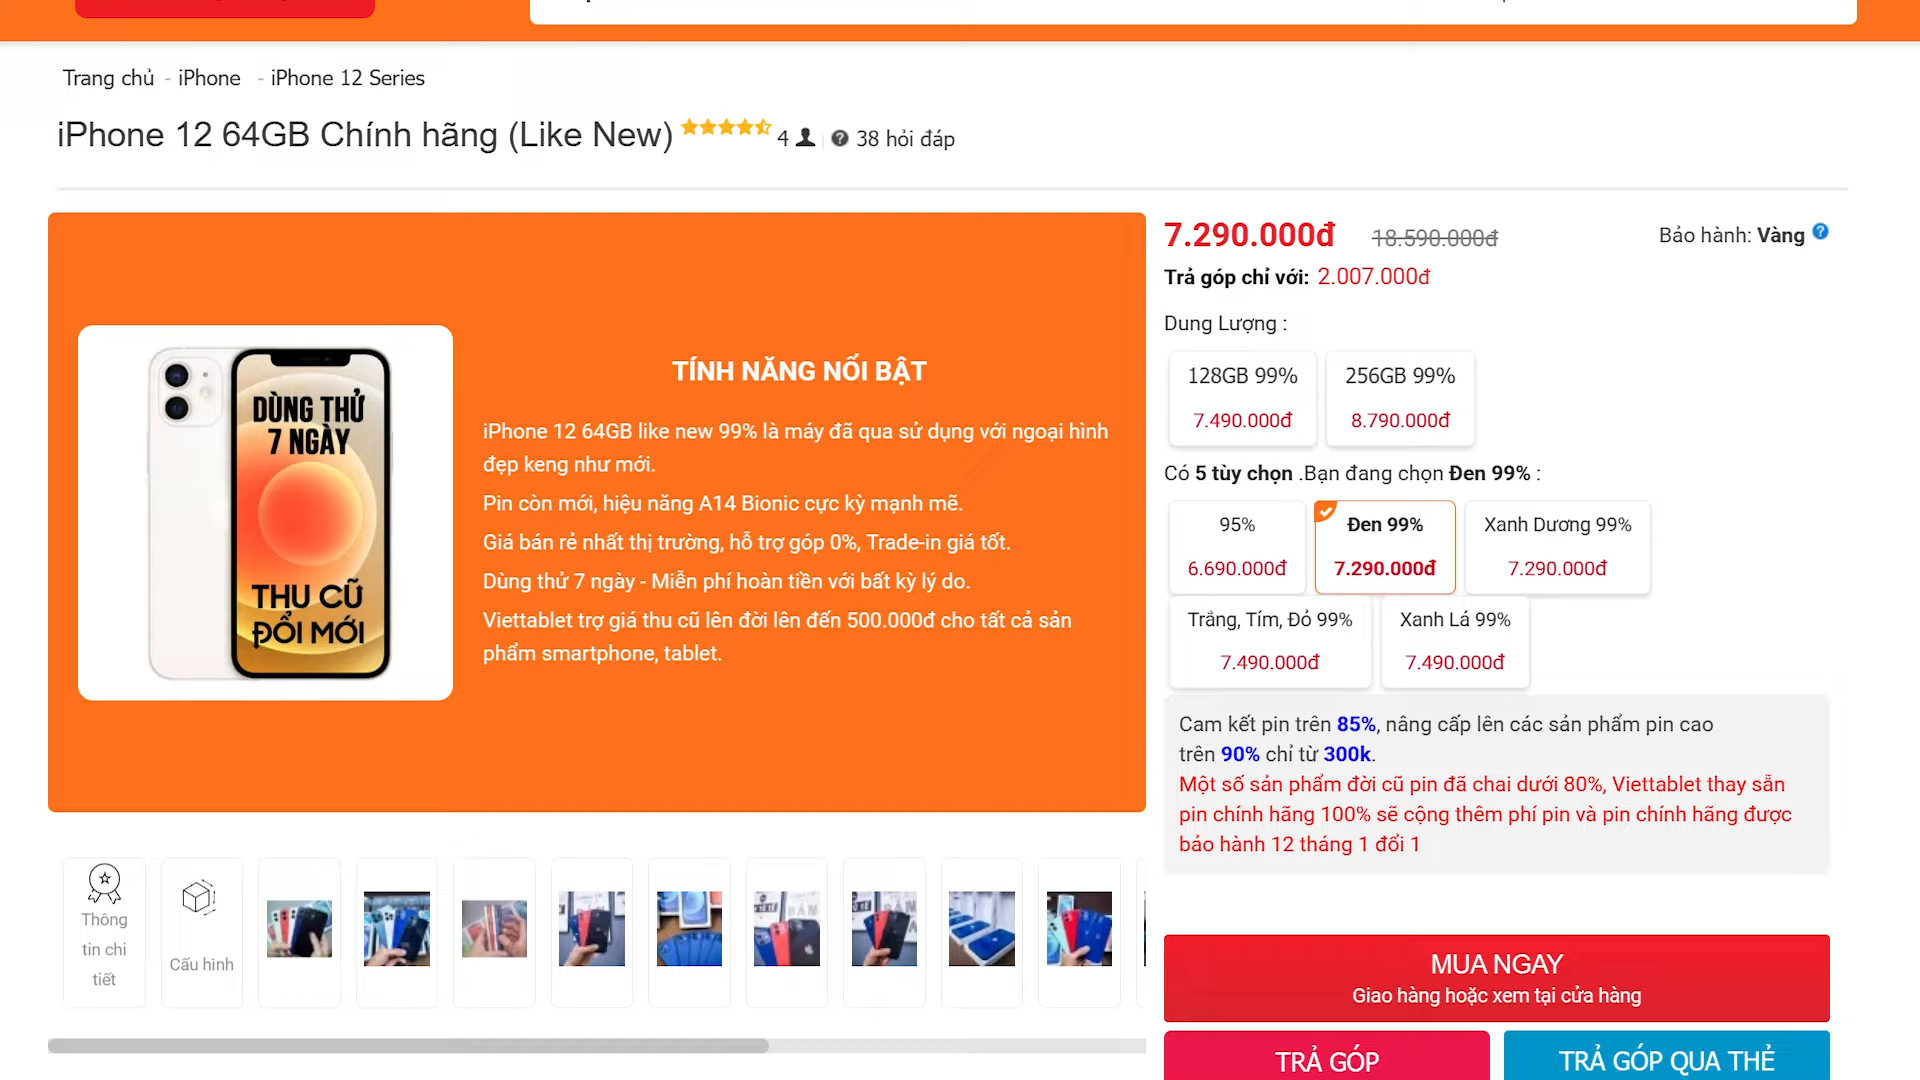 Trang chủ - iPhone - iPhone 12 Series
iPhone 12 64GB Chính hãng (Like New) 4 38 hỏi đáp
7.290.000đ 18.590.000đ Bảo hành: Vàng
Trả góp chỉ với: 2.007.000đ
Dung Lượng :
128GB 99% 256GB 99%
7.490.000đ 8.790.000đ
Có 5 tùy chọn .Bạn đang chọn Đen 99% :
95% Đen 99% Xanh Dương 99%
6.690.000đ 7.290.000đ 7.290.000đ
Trắng, Tím, Đỏ 99% Xanh Lá 99%
7.490.000đ 7.490.000đ
Cam kết pin trên 85%, nâng cấp lên các sản phẩm pin cao
trên 90% chỉ từ 300k.
Một số sản phẩm đời cũ pin đã chai dưới 80%, Viettablet thay sẵn
pin chính hãng 100% sẽ cộng thêm phí pin và pin chính hãng được
bảo hành 12 tháng 1 đổi 1
MUA NGAY
Giao hàng hoặc xem tại cửa hàng
TRẢ GÓP TRẢ GÓP QUA THẺ
DÙNG THỬ
7 NGÀY
THU CŨ
ĐỔI MỚI
TÍNH NĂNG NỔI BẬT
iPhone 12 64GB like new 99% là máy đã qua sử dụng với ngoại hình
đẹp keng như mới.
Pin còn mới, hiệu năng A14 Bionic cực kỳ mạnh mẽ.
Giá bán rẻ nhất thị trường, hỗ trợ góp 0%, Trade-in giá tốt.
Dùng thử 7 ngày - Miễn phí hoàn tiền với bất kỳ lý do.
Viettablet trợ giá thu cũ lên đời lên đến 500.000đ cho tất cả sản
phẩm smartphone, tablet.
Thông
tin chi
tiết
Cấu hình